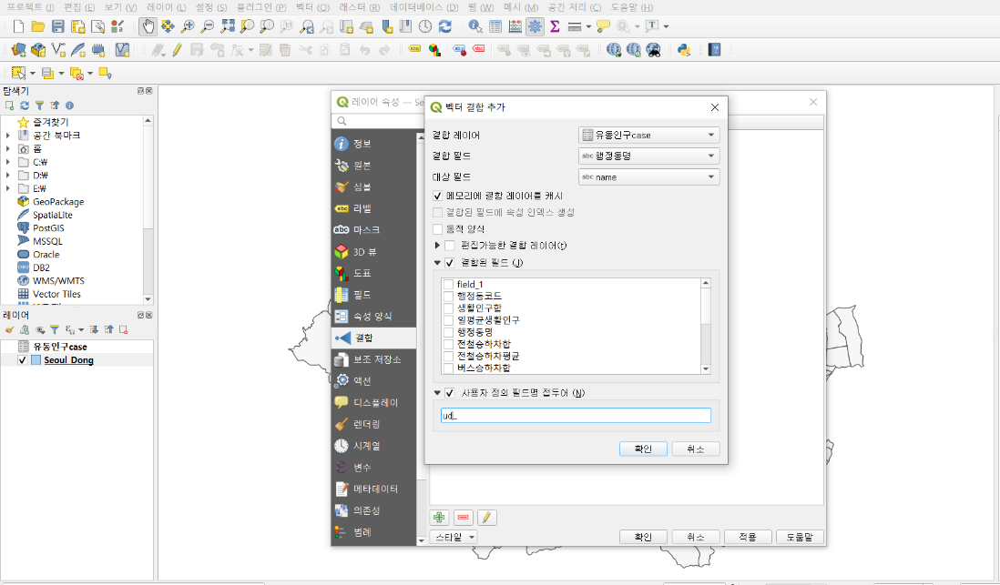 프로젝트 (J) 편집 (E) 보기 (V) 레이어 (L) 설정 (S) 플러그인 (P) 벡터 (O) 래스터 (R) 데이터베이스 (D) 웹 (W) 메시 (M) 공간 처리 (C) 도움말 (H)
탐색기
즐겨찾기
공간 북마크
홈
C:₩
D:₩
E:₩
GeoPackage
SpatiaLite
PostGIS
MSSQL
Oracle
DB2
WMS/WMTS
Vector Tiles
레이어
유동인구case
Seoul_Dong
레이어 속성 — Se
정보
원본
심볼
라벨
마스크
3D 뷰
도표
필드
속성 양식
결합
보조 저장소
액션
디스플레이
렌더링
시계열
변수
메타데이터
의존성
범례
벡터 결합 추가
결합 레이어 유동인구case
결합 필드 abc 행정동명
대상 필드 abc name
메모리에 결합 레이어를 캐시
결합된 필드에 속성 인덱스 생성
동적 양식
편집가능한 결합 레이어(t)
결합된 필드 (J)
field_1
행정동코드
생활인구합
일평균생활인구
행정동명
전철승하차합
전철승하차평균
버스승하차합
사용자 정의 필드명 접두어 (N)
ud_
확인 취소
스타일 확인 취소 적용 도움말